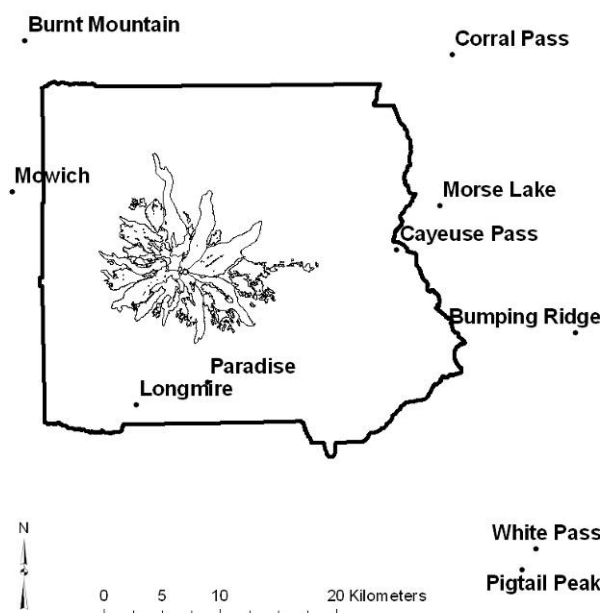 Burnt Mountain
Corral Pass
Mowich
Morse Lake
Cayeuse Pass
Bumping Ridge
Paradise
Longmire
White Pass
Pigtail Peak
N
0 5 10 20 Kilometers